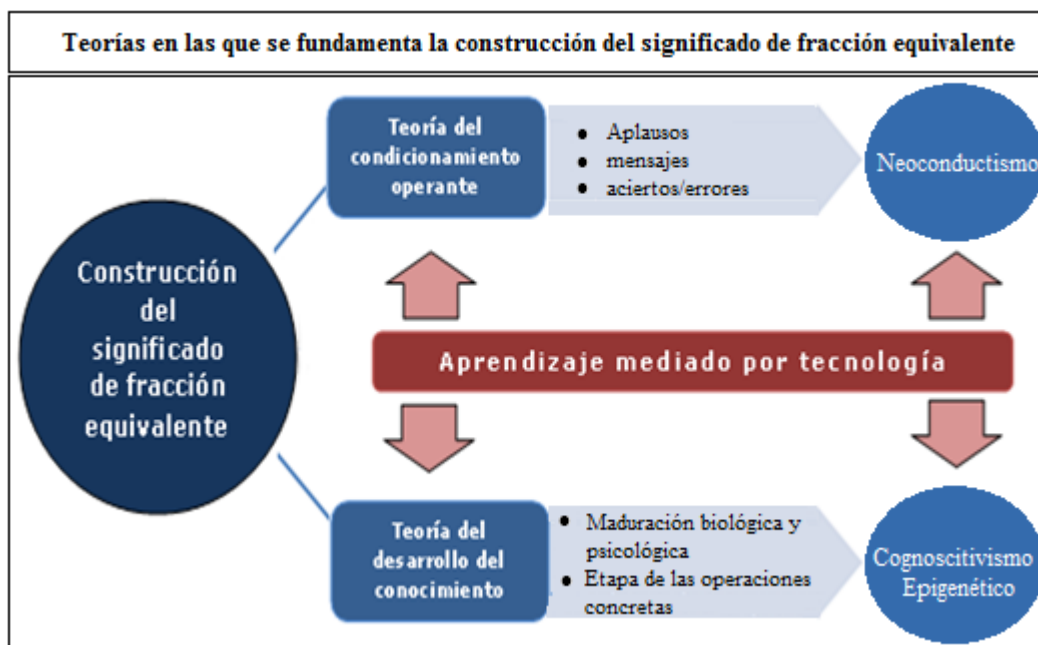 Teorías en las que se fundamenta la construcción del significado de fracción equivalente
Teoría del
condicionamiento
operante
● Aplausos
● mensajes
● aciertos/errores
Neoconductismo
Construcción
del
significado
de fracción
equivalente
Aprendizaje mediado por tecnología
Teoría del
desarrollo del
conocimiento
● Maduración biológica y
psicológica
● Etapa de las operaciones
concretas
Cognoscitivismo
Epigenético